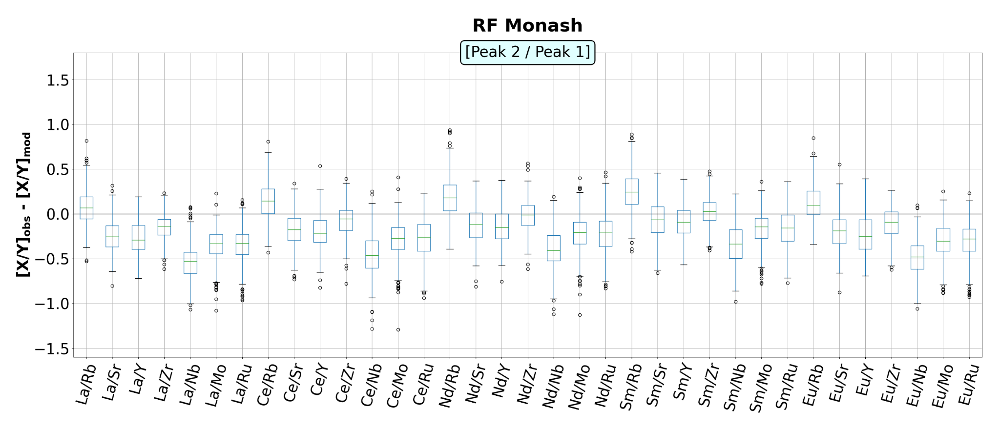 RF Monash
[Peak 2 / Peak 1]
[X/Y]obs - [X/Y]mod
1.5
1.0
0.5
0.0
−0.5
−1.0
−1.5
La/Rb
La/Sr
La/Y
La/Zr
La/Nb
La/Mo
La/Ru
Ce/Rb
Ce/Sr
Ce/Y
Ce/Zr
Ce/Nb
Ce/Mo
Ce/Ru
Nd/Rb
Nd/Sr
Nd/Y
Nd/Zr
Nd/Nb
Nd/Mo
Nd/Ru
Sm/Rb
Sm/Sr
Sm/Y
Sm/Zr
Sm/Nb
Sm/Mo
Sm/Ru
Eu/Rb
Eu/Sr
Eu/Y
Eu/Zr
Eu/Nb
Eu/Mo
Eu/Ru